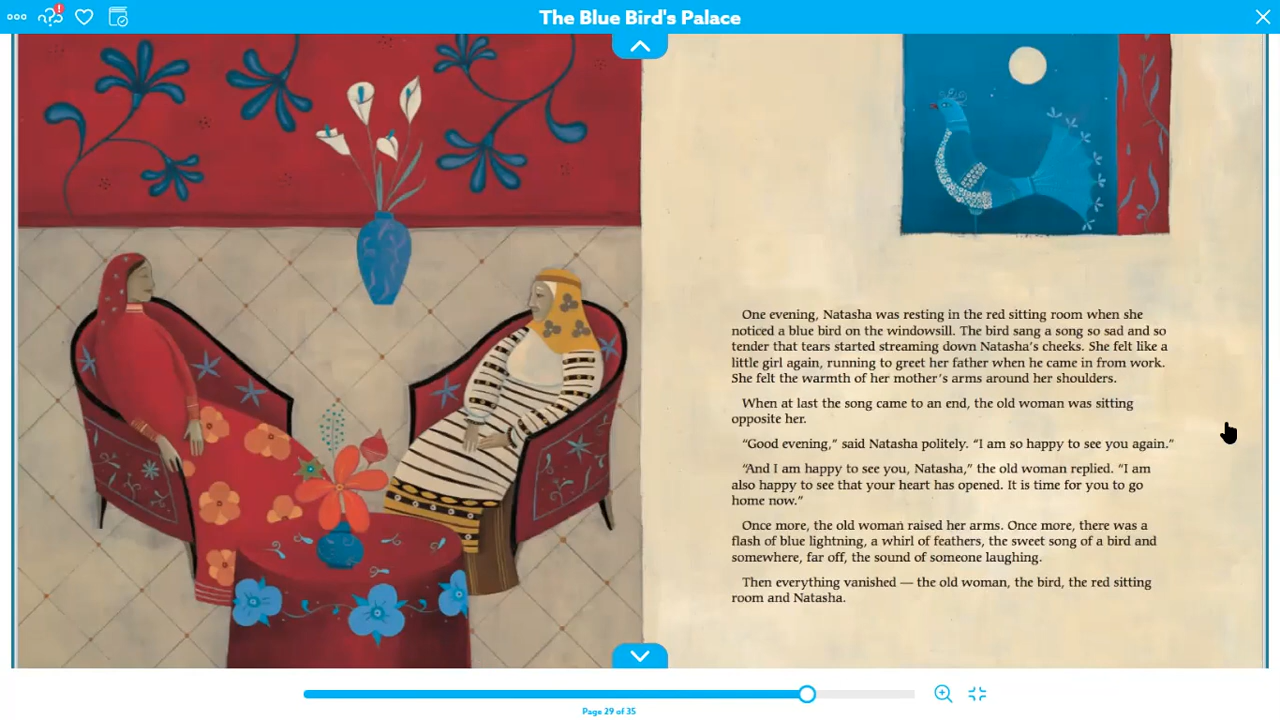 The Blue Bird's Palace
One evening, Natasha was resting in the red sitting room when she
noticed a blue bird on the windowsill. The bird sang a song so sad and so
tender that tears started streaming down Natasha’s cheeks. She felt like a
little girl again, running to greet her father when he came in from work.
She felt the warmth of her mother’s arms around her shoulders.
When at last the song came to an end, the old woman was sitting
opposite her.
“Good evening,” said Natasha politely. “I am so happy to see you again.”
“And I am happy to see you, Natasha,” the old woman replied. “I am
also happy to see that your heart has opened. It is time for you to go
home now.”
Once more, the old woman raised her arms. Once more, there was a
flash of blue lightning, a whirl of feathers, the sweet song of a bird and
somewhere, far off, the sound of someone laughing.
Then everything vanished — the old woman, the bird, the red sitting
room and Natasha.
Page 29 of 35